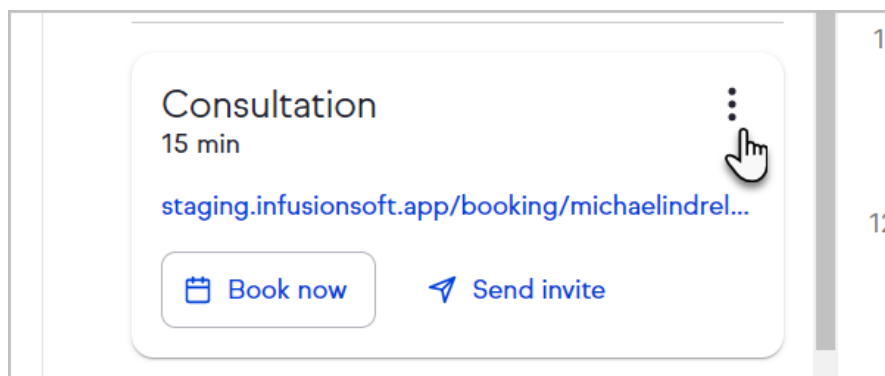 Consultation
15 min
staging.infusionsoft.app/booking/michaelindrel...
Book now
Send invite